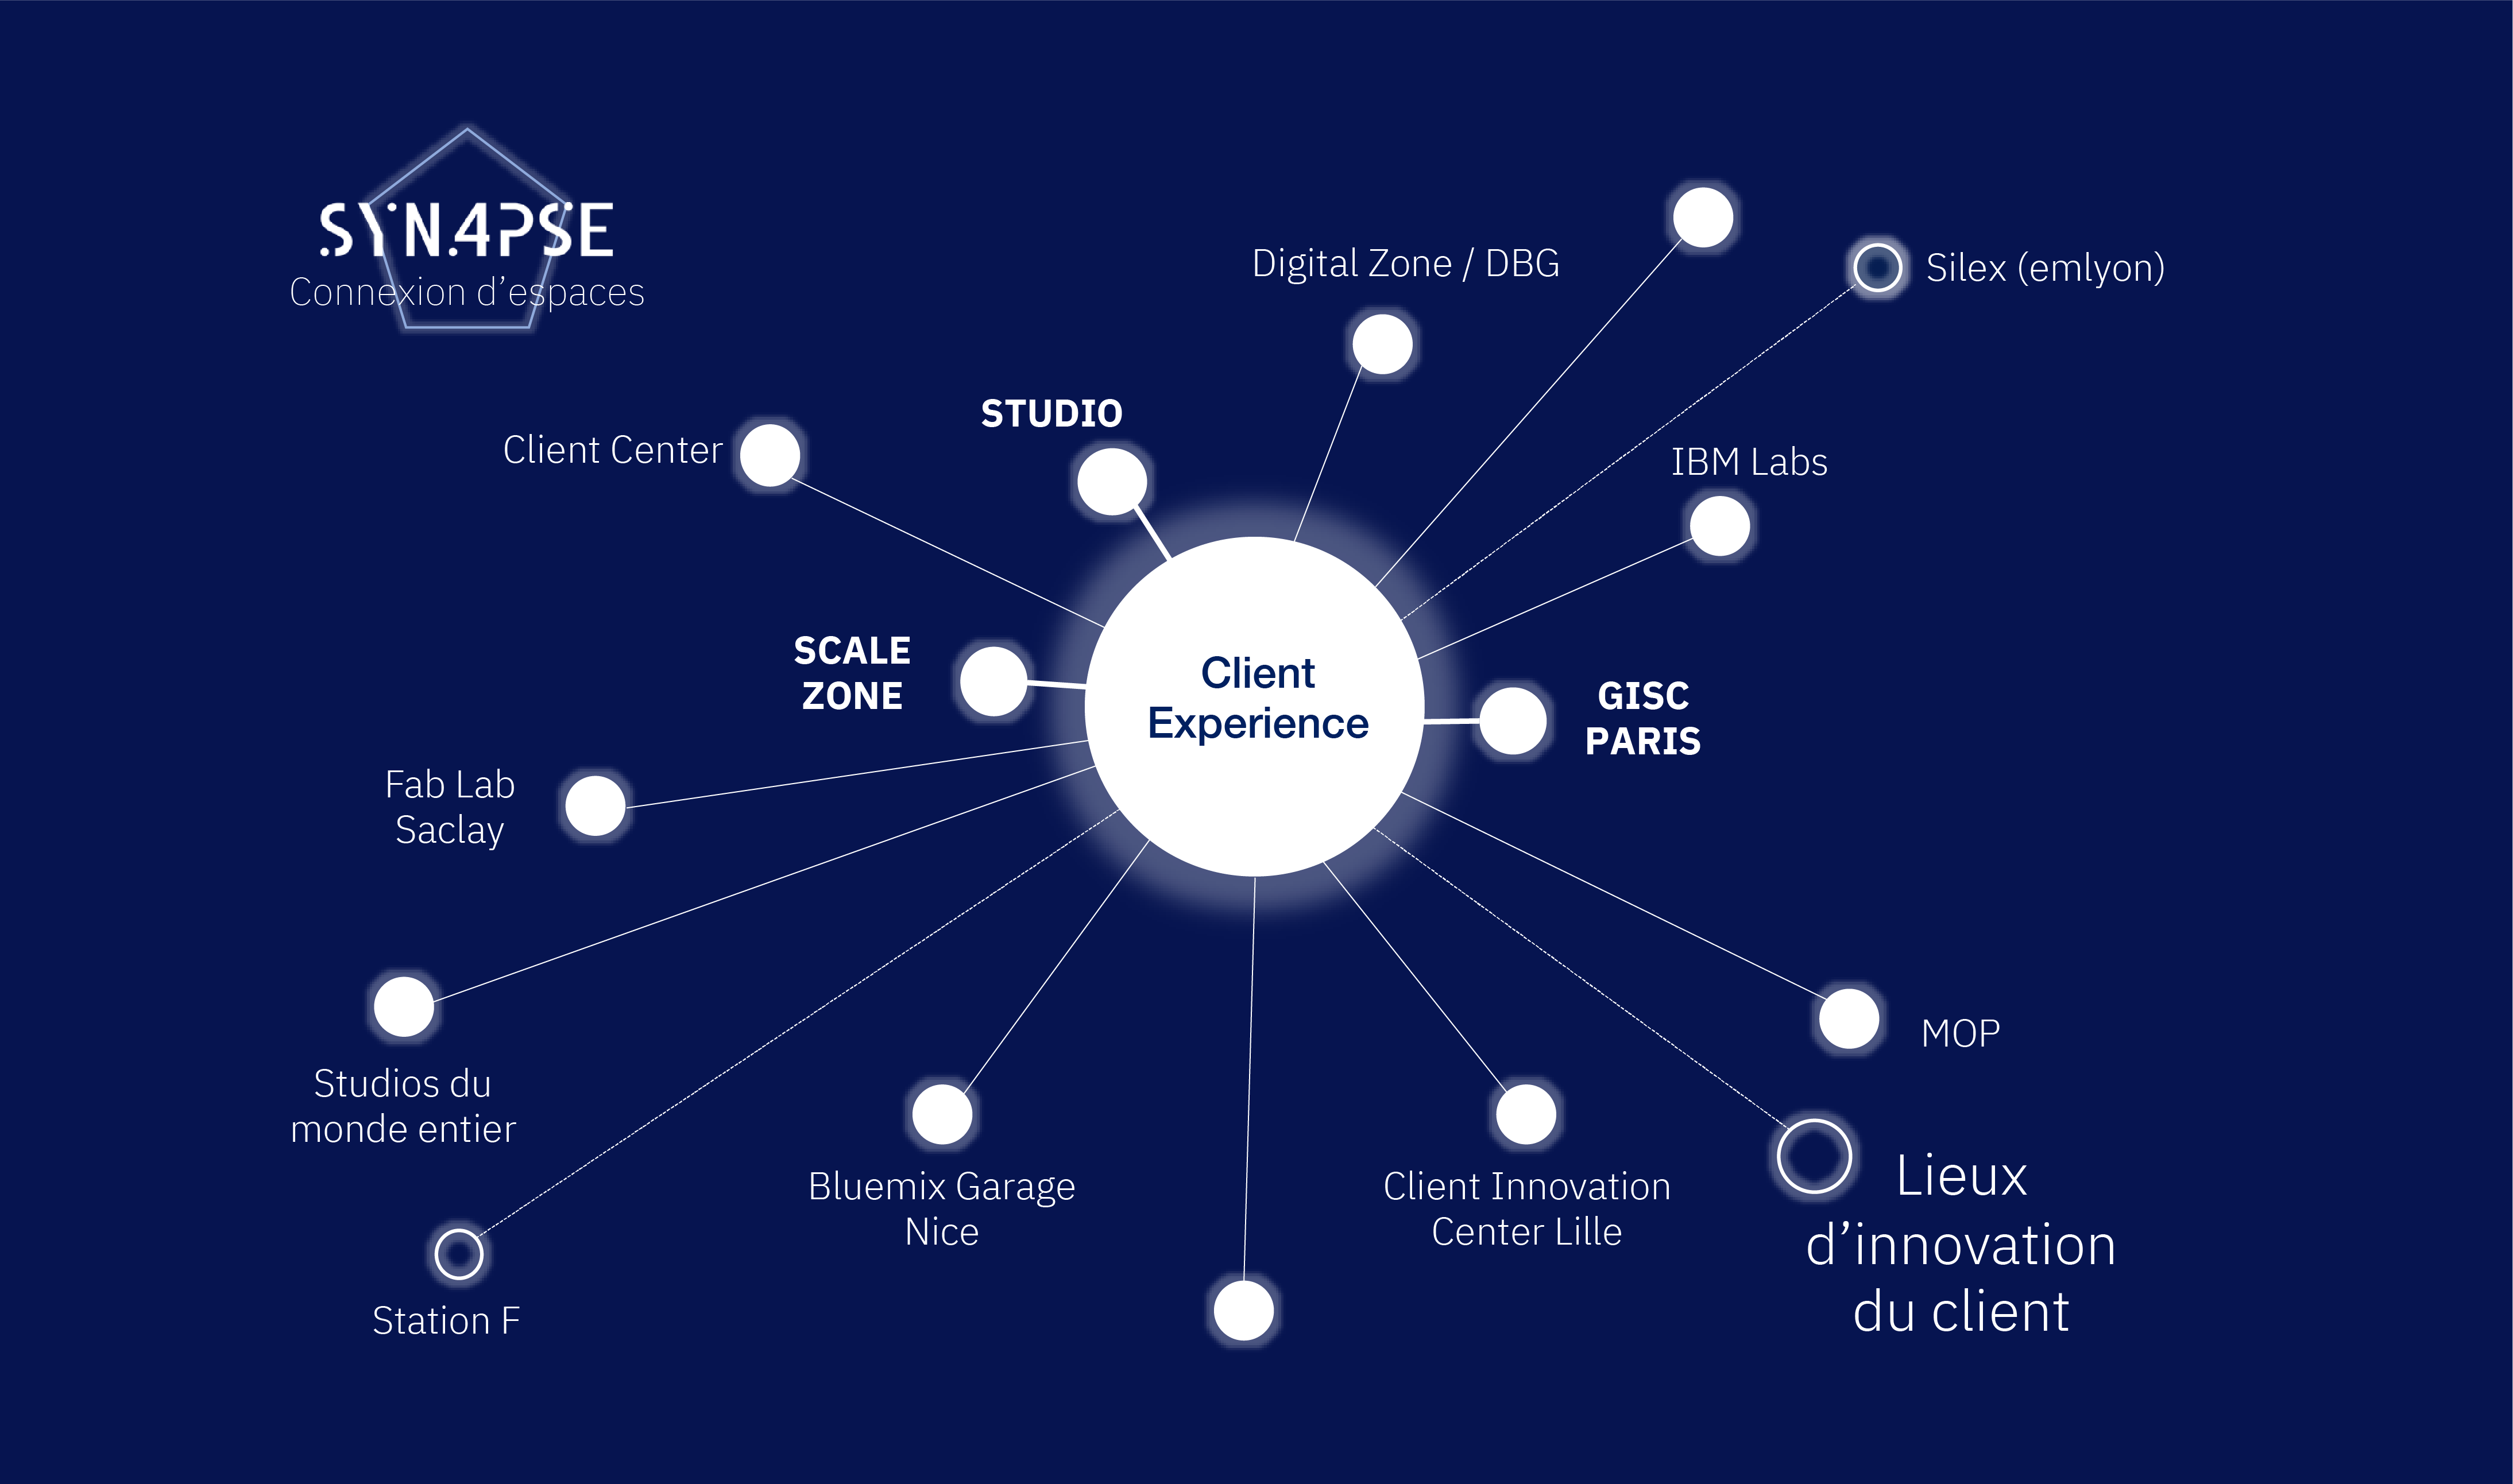 SYN4PSE
Connexion d’espaces
Digital Zone / DBG
Silex (emlyon)
STUDIO
Client Center
IBM Labs
SCALE
ZONE
Client
Experience
GISC
PARIS
Fab Lab
Saclay
Studios du
monde entier
MOP
Bluemix Garage
Nice
Client Innovation
Center Lille
Lieux
d’innovation
du client
Station F